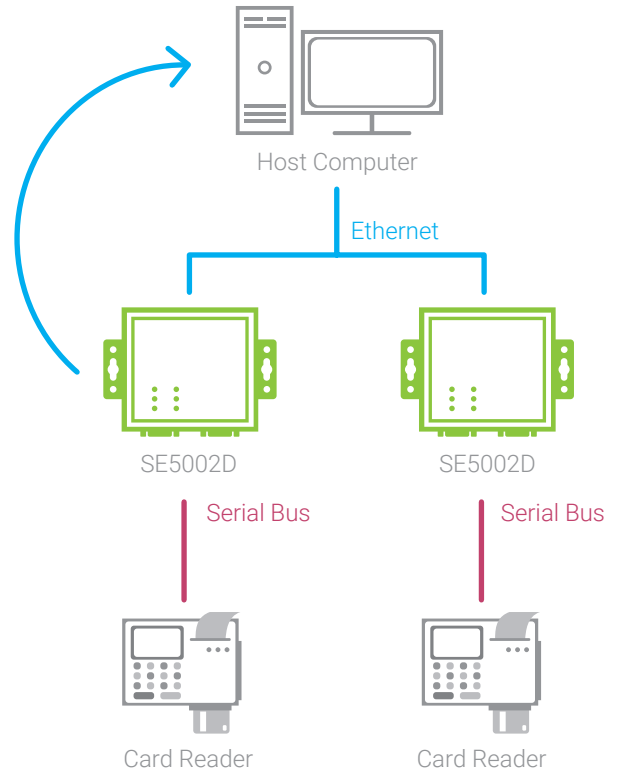 Host Computer
Ethernet
SE5002D
SE5002D
Serial Bus
Serial Bus
Card Reader
Card Reader